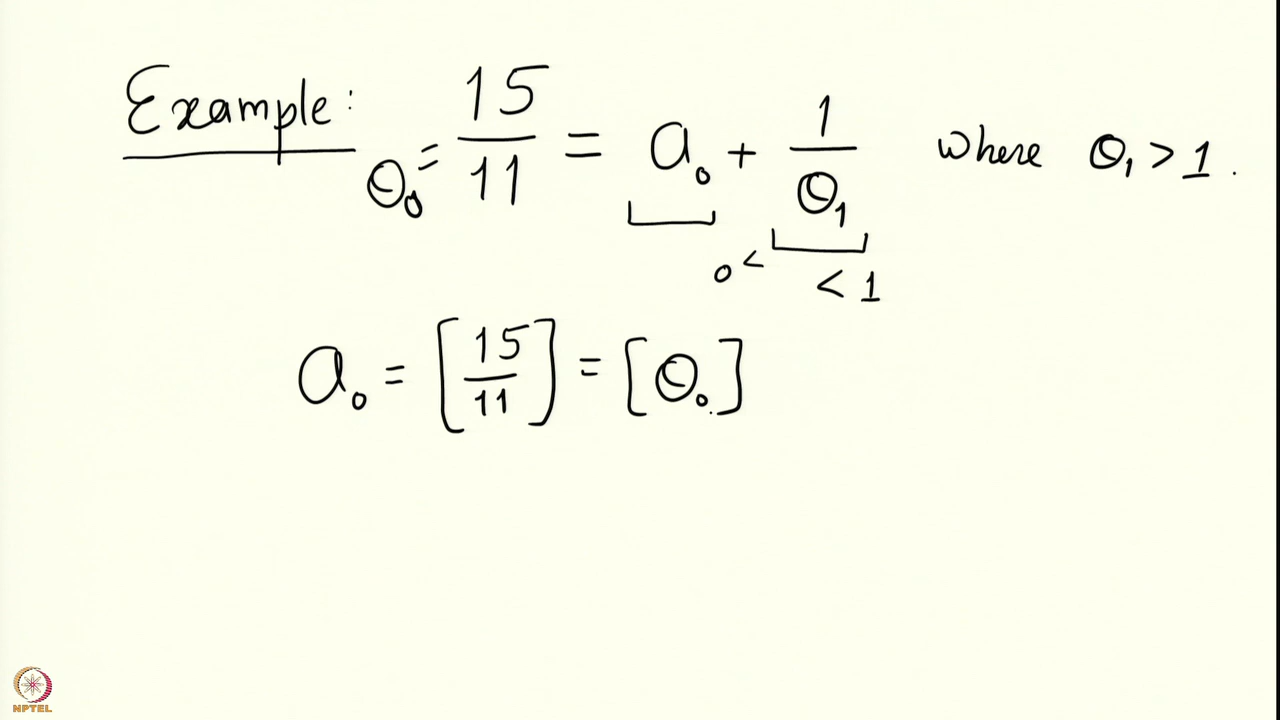 Example: θ₀ = 15/11 = a₀ + 1/θ₁ where θ₁ > 1.
0 < < 1
a₀ = [15/11] = [θ₀]
NPTEL